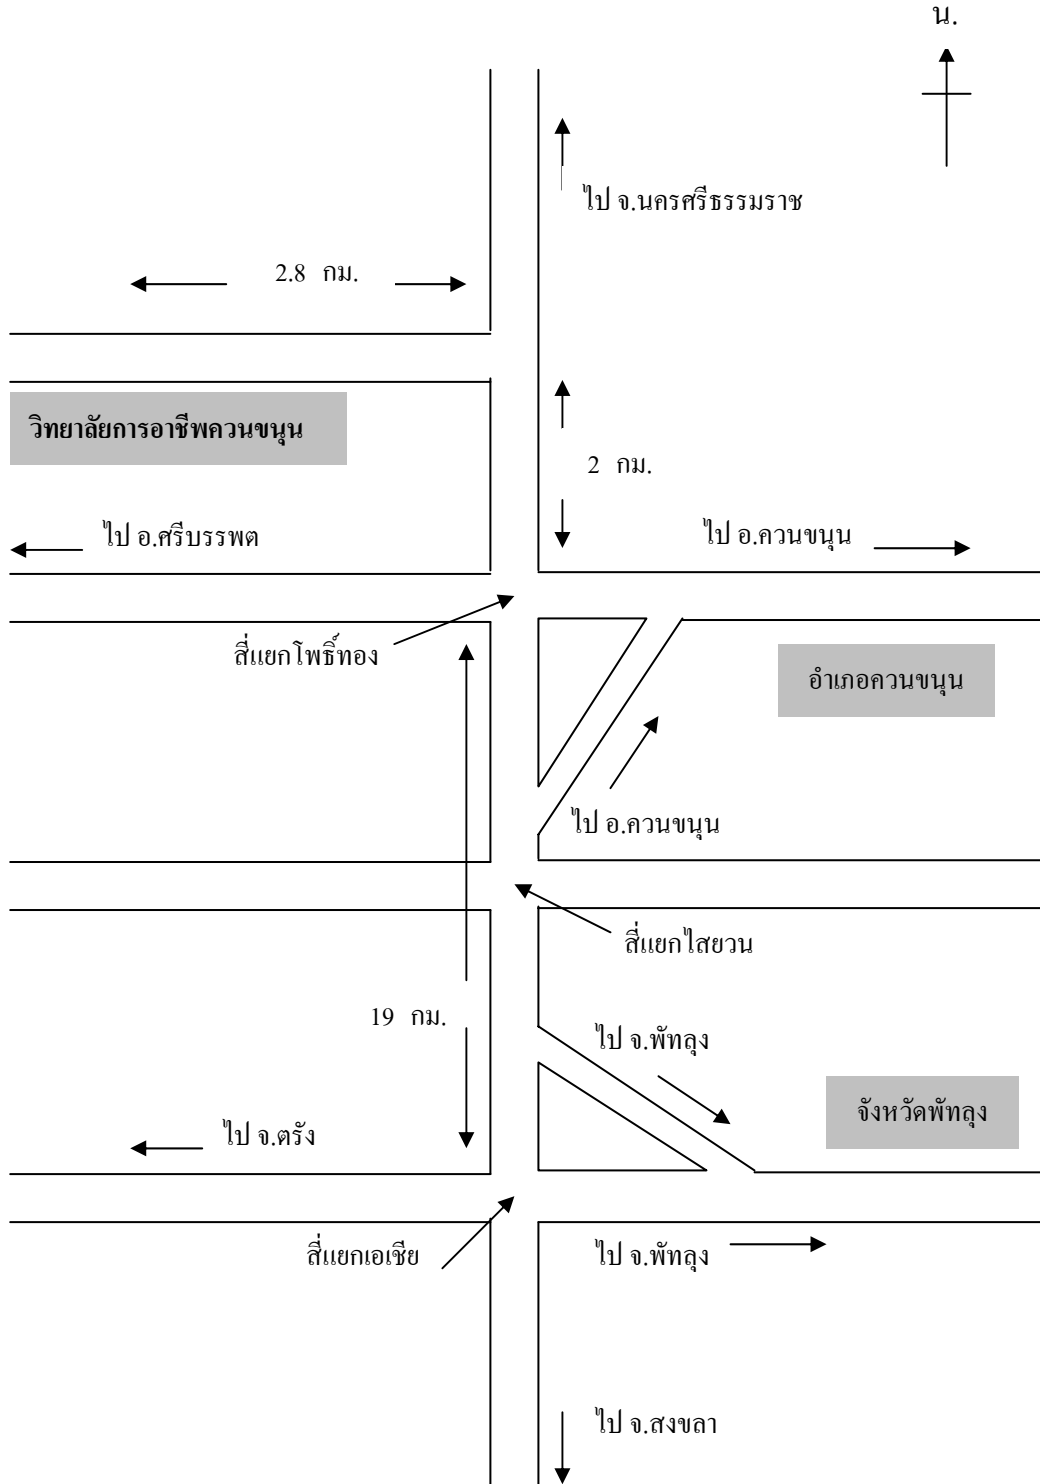 น.
ไป จ.นครศรีธรรมราช
2.8 กม.
วิทยาลัยการอาชีพควนขนุน
2 กม.
ไป อ.ศรีบรรพต
ไป อ.ควนขนุน
สี่แยกโพธิ์ทอง
อำเภอควนขนุน
ไป อ.ควนขนุน
สี่แยกไสยวน
19 กม.
ไป จ.พัทลุง
จังหวัดพัทลุง
ไป จ.ตรัง
สี่แยกเอเชีย
ไป จ.พัทลุง
ไป จ.สงขลา